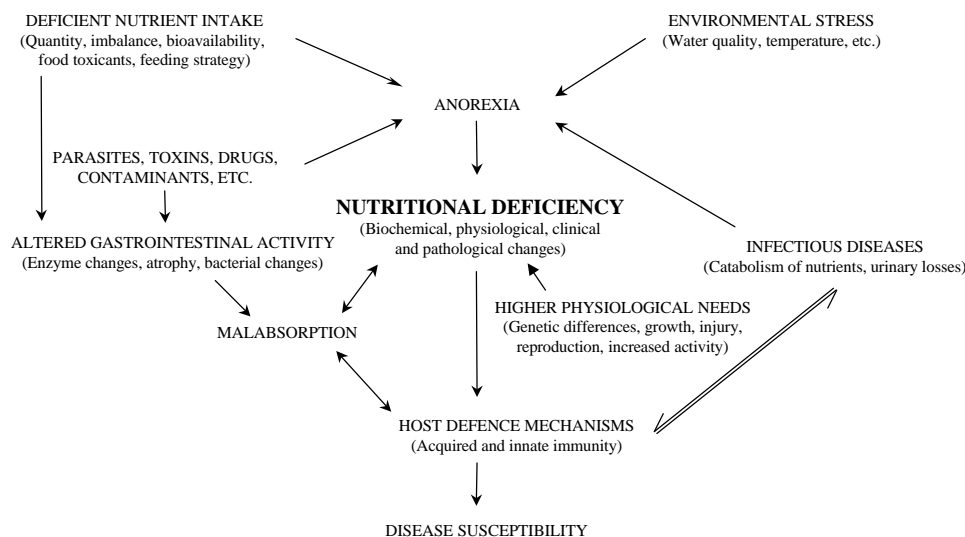 DEFICIENT NUTRIENT INTAKE
(Quantity, imbalance, bioavailability,
food toxicants, feeding strategy)
ENVIRONMENTAL STRESS
(Water quality, temperature, etc.)
ANOREXIA
PARASITES, TOXINS, DRUGS,
CONTAMINANTS, ETC.
NUTRITIONAL DEFICIENCY
(Biochemical, physiological, clinical
and pathological changes)
ALTERED GASTROINTESTINAL ACTIVITY
(Enzyme changes, atrophy, bacterial changes)
INFECTIOUS DISEASES
(Catabolism of nutrients, urinary losses)
HIGHER PHYSIOLOGICAL NEEDS
(Genetic differences, growth, injury,
reproduction, increased activity)
MALABSORPTION
HOST DEFENCE MECHANISMS
(Acquired and innate immunity)
DISEASE SUSCEPTIBILITY